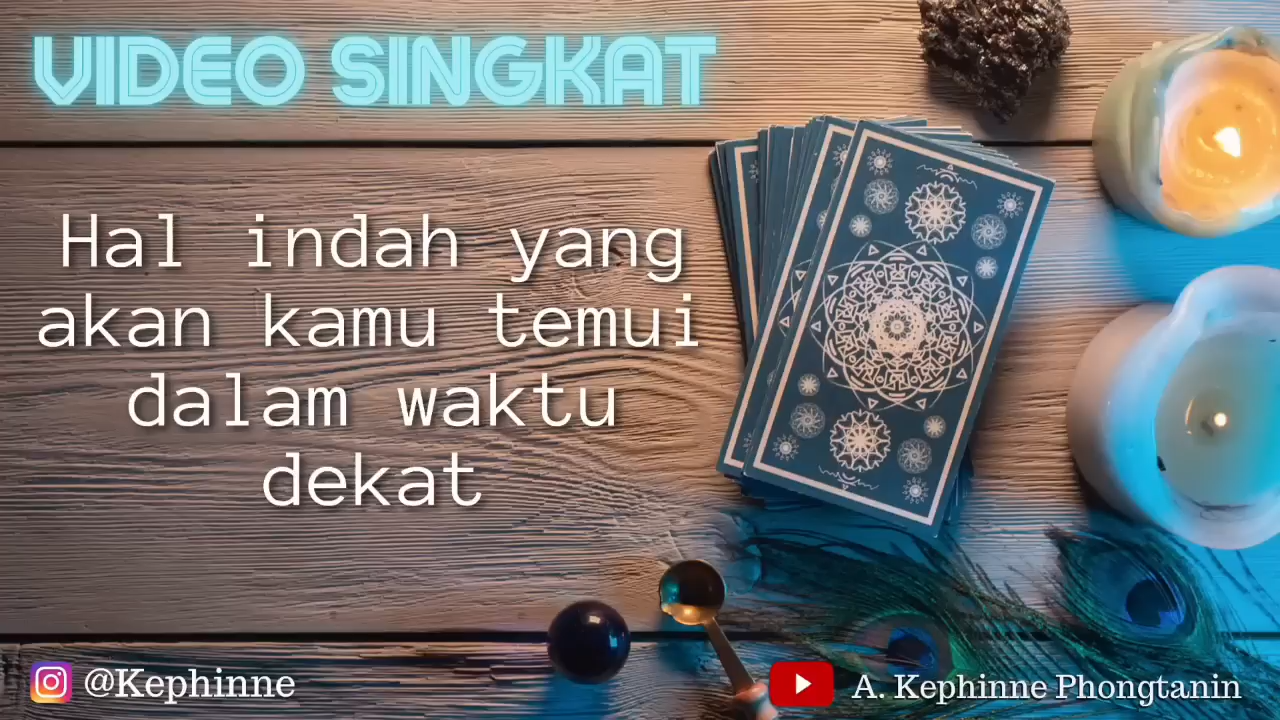 VIDEO SINGKAT
Hal indah yang
akan kamu temui
dalam waktu
dekat
@Kephinne
A. Kephinne Phongtanin